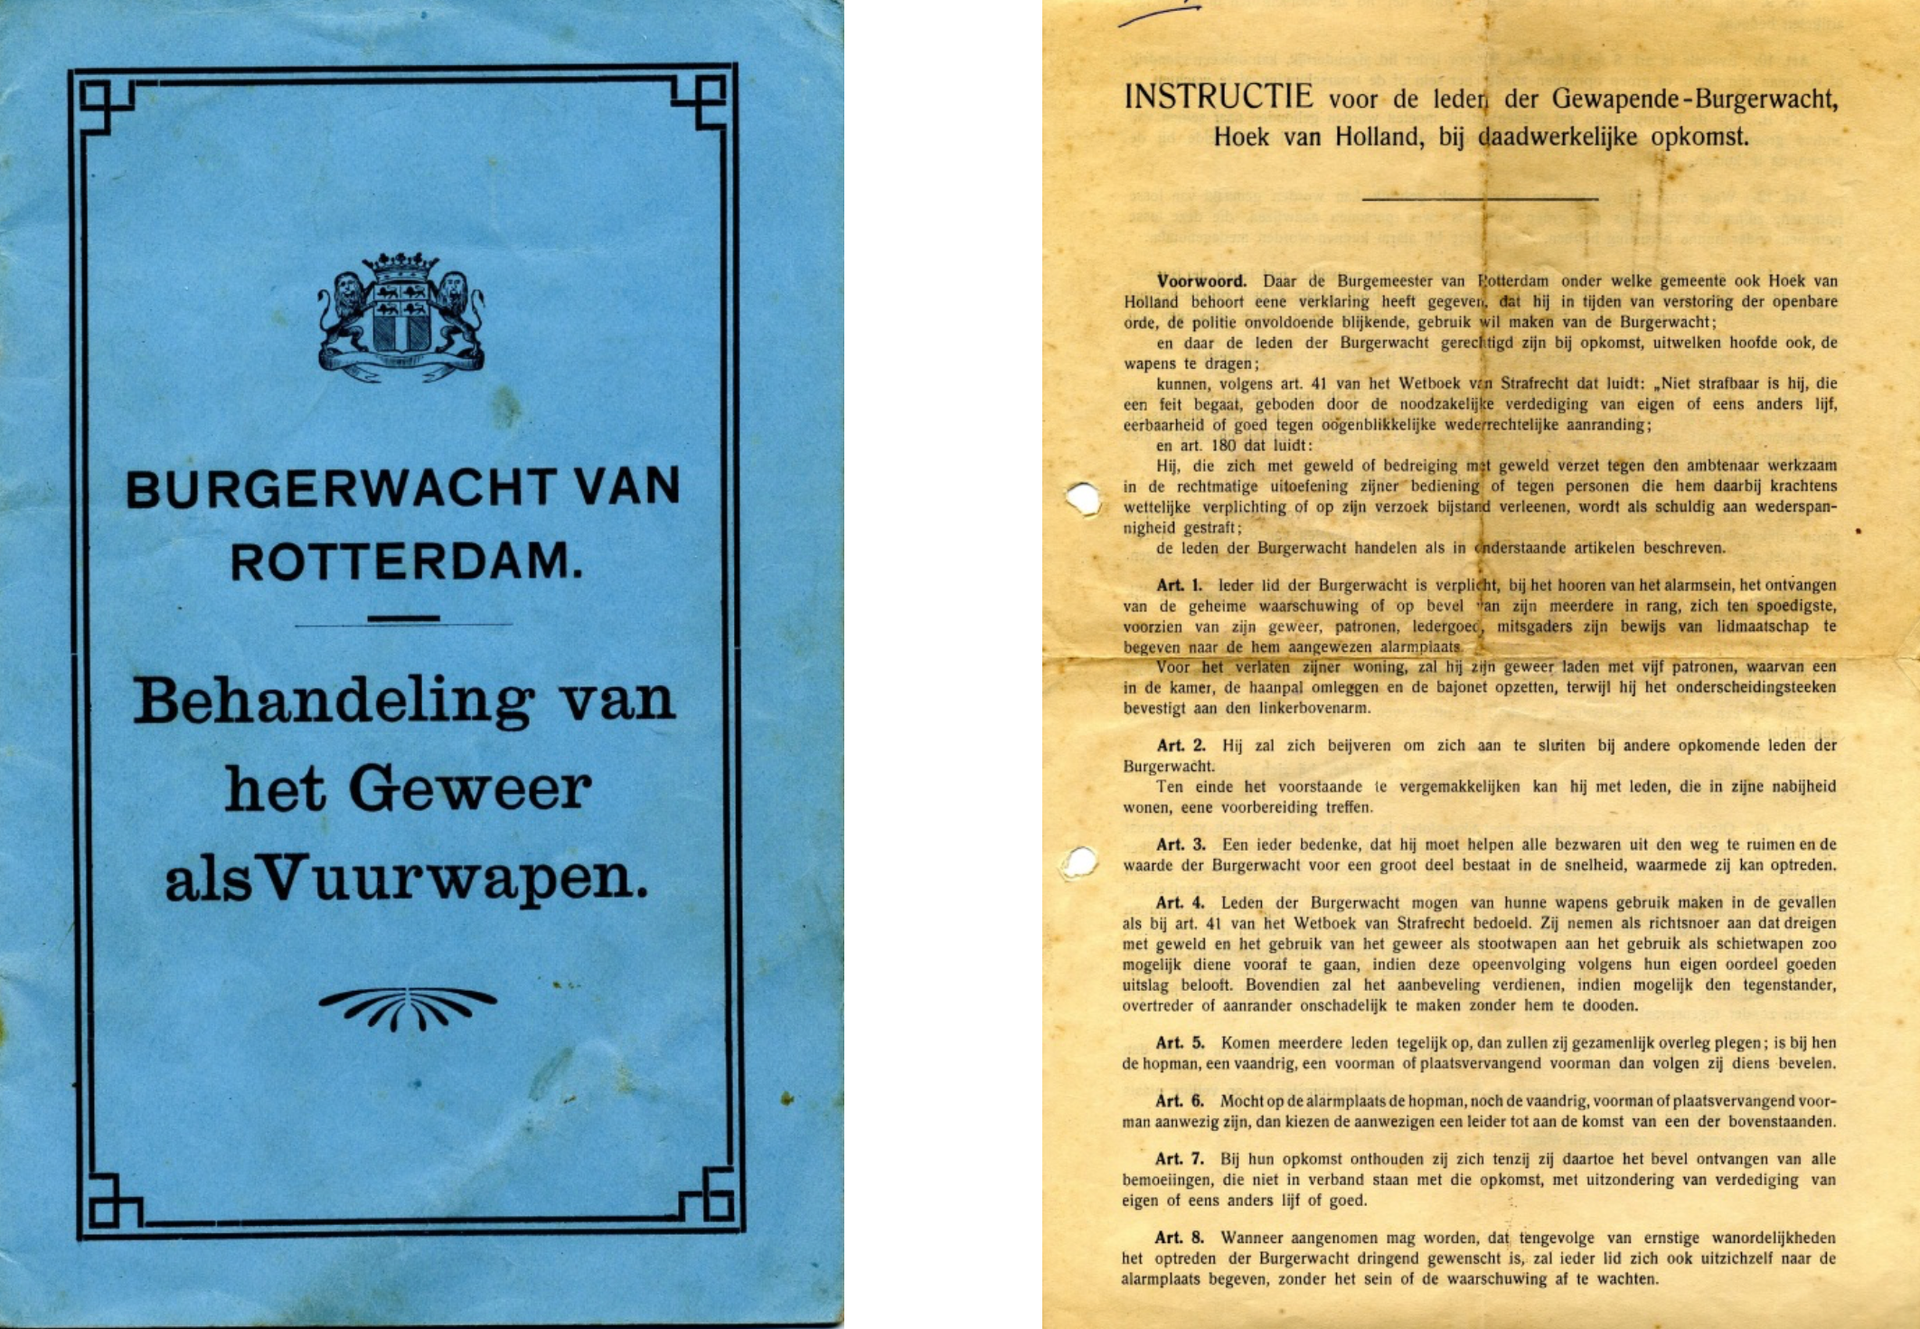 BURGERWACHT VAN
ROTTERDAM.
Behandeling van
het Geweer
als Vuurwapen.
INSTRUCTIE voor de leden der Gewapende-Burgerwacht,
Hoek van Holland, bij daadwerkelijke opkomst.
Voorwoord. Daar de Burgemeester van Rotterdam onder welke gemeente ook Hoek van
Holland behoort eene verklaring heeft gegeven, dat hij in tijden van verstoring der openbare
orde, de politie onvoldoende blijkende, gebruik wil maken van de Burgerwacht;
en daar de leden der Burgerwacht gerechtigd zijn bij opkomst, uitwelken hoofde ook, de
wapens te dragen;
kunnen, volgens art. 41 van het Wetboek van Strafrecht dat luidt: „Niet strafbaar is hij, die
een feit begaat, geboden door de noodzakelijke verdediging van eigen of eens anders lijf,
eerbaarheid of goed tegen oogenblikkelijke wederrechtelijke aanranding;
en art. 180 dat luidt:
Hij, die zich met geweld of bedreiging met geweld verzet tegen den ambtenaar werkzaam
in de rechtmatige uitoefening zijner bediening of tegen personen die hem daarbij krachtens
wettelijke verplichting of op zijn verzoek bijstand verleenen, wordt als schuldig aan wederspan-
nigheid gestraft;
de leden der Burgerwacht handelen als in onderstaande artikelen beschreven.
Art. 1. Ieder lid der Burgerwacht is verplicht, bij het hooren van het alarmsein, het ontvangen
van de geheime waarschuwing of op bevel van zijn meerdere in rang, zich ten spoedigste,
voorzien van zijn geweer, patronen, ledergoed, mitsgaders zijn bewijs van lidmaatschap te
begeven naar de hem aangewezen alarmplaats.
Voor het verlaten zijner woning, zal hij zijn geweer laden met vijf patronen, waarvan een
in de kamer, de haanpal omleggen en de bajonet opzetten, terwijl hij het onderscheidingsteeken
bevestigt aan den linkerbovenarm.
Art. 2. Hij zal zich beijveren om zich aan te sluiten bij andere opkomende leden der
Burgerwacht.
Ten einde het voorstaande te vergemakkelijken kan hij met leden, die in zijne nabijheid
wonen, eene voorbereiding treffen.
Art. 3. Een ieder bedenke, dat hij moet helpen alle bezwaren uit den weg te ruimen en de
waarde der Burgerwacht voor een groot deel bestaat in de snelheid, waarmede zij kan optreden.
Art. 4. Leden der Burgerwacht mogen van hunne wapens gebruik maken in de gevallen
als bij art. 41 van het Wetboek van Strafrecht bedoeld. Zij nemen als richtsnoer aan dat dreigen
met geweld en het gebruik van het geweer als stootwapen aan het gebruik als schietwapen zoo
mogelijk diene vooraf te gaan, indien deze opeenvolging volgens hun eigen oordeel goeden
uitslag belooft. Bovendien zal het aanbeveling verdienen, indien mogelijk den tegenstander,
overtreder of aanrander onschadelijk te maken zonder hem te dooden.
Art. 5. Komen meerdere leden tegelijk op, dan zullen zij gezamenlijk overleg plegen; is bij hen
de hopman, een vaandrig, een voorman of plaatsvervangend voorman dan volgen zij diens bevelen.
Art. 6. Mocht op de alarmplaats de hopman, noch de vaandrig, voorman of plaatsvervangend voor-
man aanwezig zijn, dan kiezen de aanwezigen een leider tot aan de komst van een der bovenstaanden.
Art. 7. Bij hun opkomst onthouden zij zich tenzij zij daartoe het bevel ontvangen van alle
bemoeiingen, die niet in verband staan met die opkomst, met uitzondering van verdediging van
eigen of eens anders lijf of goed.
Art. 8. Wanneer aangenomen mag worden, dat tengevolge van ernstige wanordelijkheden
het optreden der Burgerwacht dringend gewenscht is, zal ieder lid zich ook uitzichzelf naar de
alarmplaats begeven, zonder het sein of de waarschuwing af te wachten.